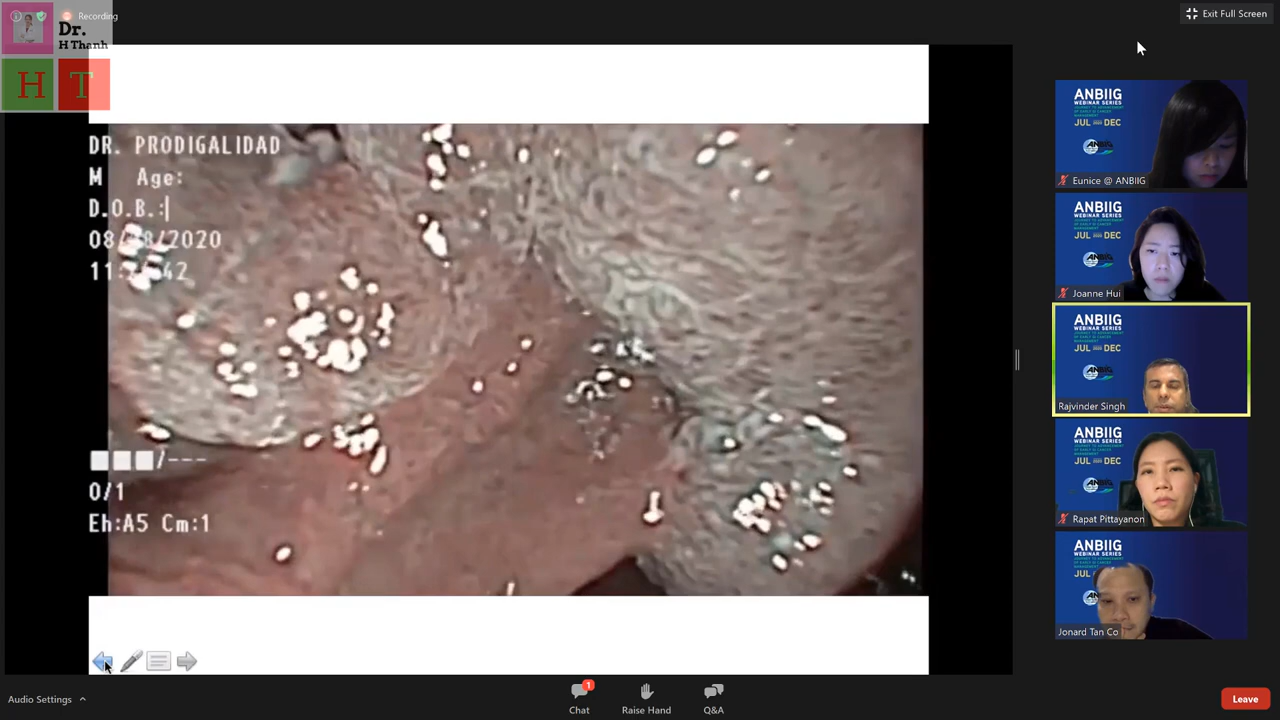 Recording
Exit Full Screen
Dr.
H Thanh
H T
DR. PRODIGALIDAD
M Age:
D.O.B.:
2020
Eh:A5 Cm:1
0/1
ANBIIG
WEBINAR SERIES
JUL — DEC
Eunice @ ANBIIG
ANBIIG
WEBINAR SERIES
JUL — DEC
Joanne Hui
ANBIIG
WEBINAR SERIES
JUL — DEC
Rajvinder Singh
ANBIIG
WEBINAR SERIES
JUL — DEC
Rapat Pittayanon
ANBIIG
WEBINAR SERIES
JUL
Jonard Tan Co
Audio Settings
1
Chat
Raise Hand
Q&A
Leave